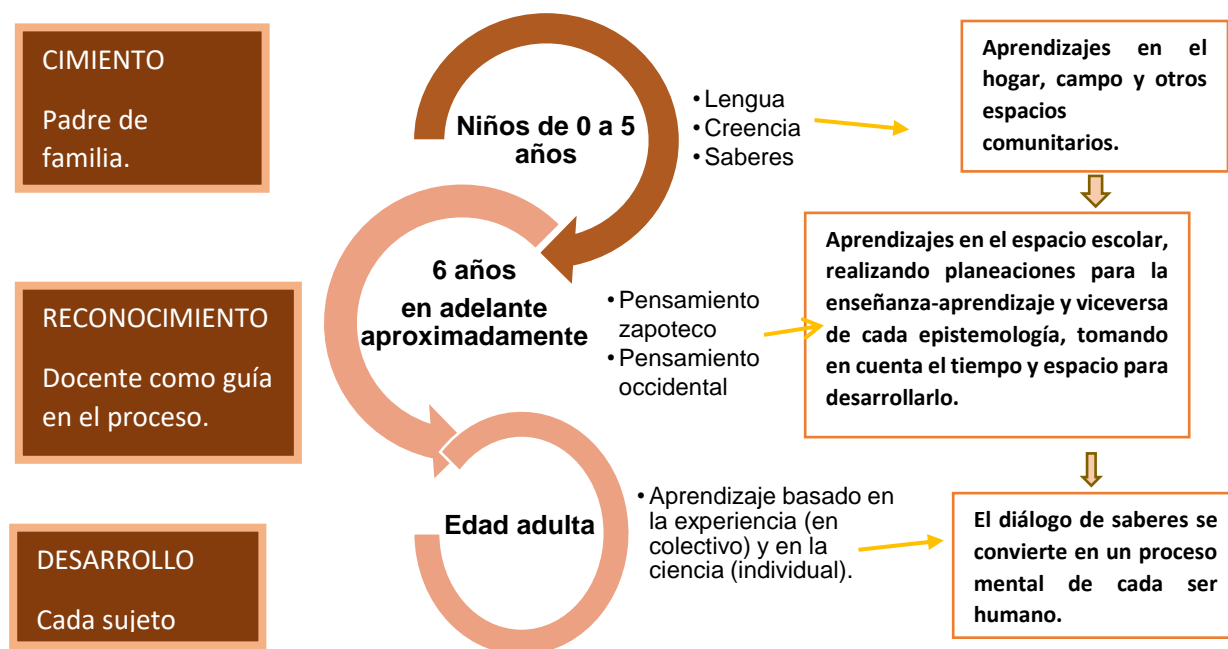 CIMIENTO
Padre de
familia.
Niños de 0 a 5
años
• Lengua
• Creencia
• Saberes
Aprendizajes en el
hogar, campo y otros
espacios
comunitarios.
RECONOCIMIENTO
Docente como guía
en el proceso.
6 años
en adelante
aproximadamente
• Pensamiento
zapoteco
• Pensamiento
occidental
Aprendizajes en el espacio escolar,
realizando planeaciones para la
enseñanza-aprendizaje y viceversa
de cada epistemología, tomando
en cuenta el tiempo y espacio para
desarrollarlo.
DESARROLLO
Cada sujeto
Edad adulta
• Aprendizaje basado en
la experiencia (en
colectivo) y en la
ciencia (individual).
El diálogo de saberes se
convierte en un proceso
mental de cada ser
humano.